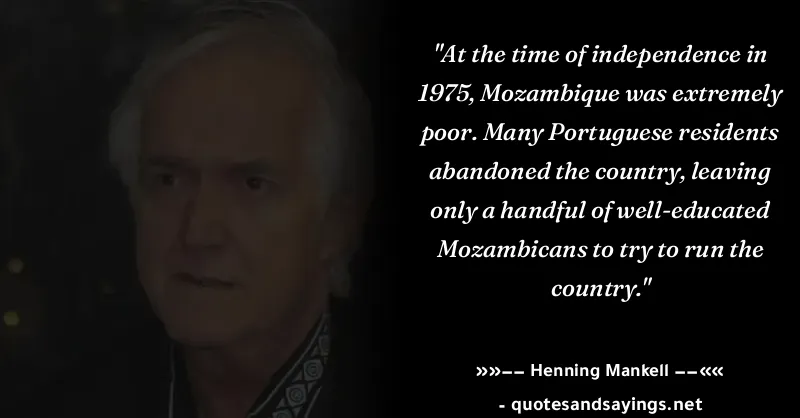 "At the time of independence in
1975, Mozambique was extremely
poor. Many Portuguese residents
abandoned the country, leaving
only a handful of well-educated
Mozambicans to try to run the
country."
»»−− Henning Mankell −−««
- quotesandsayings.net